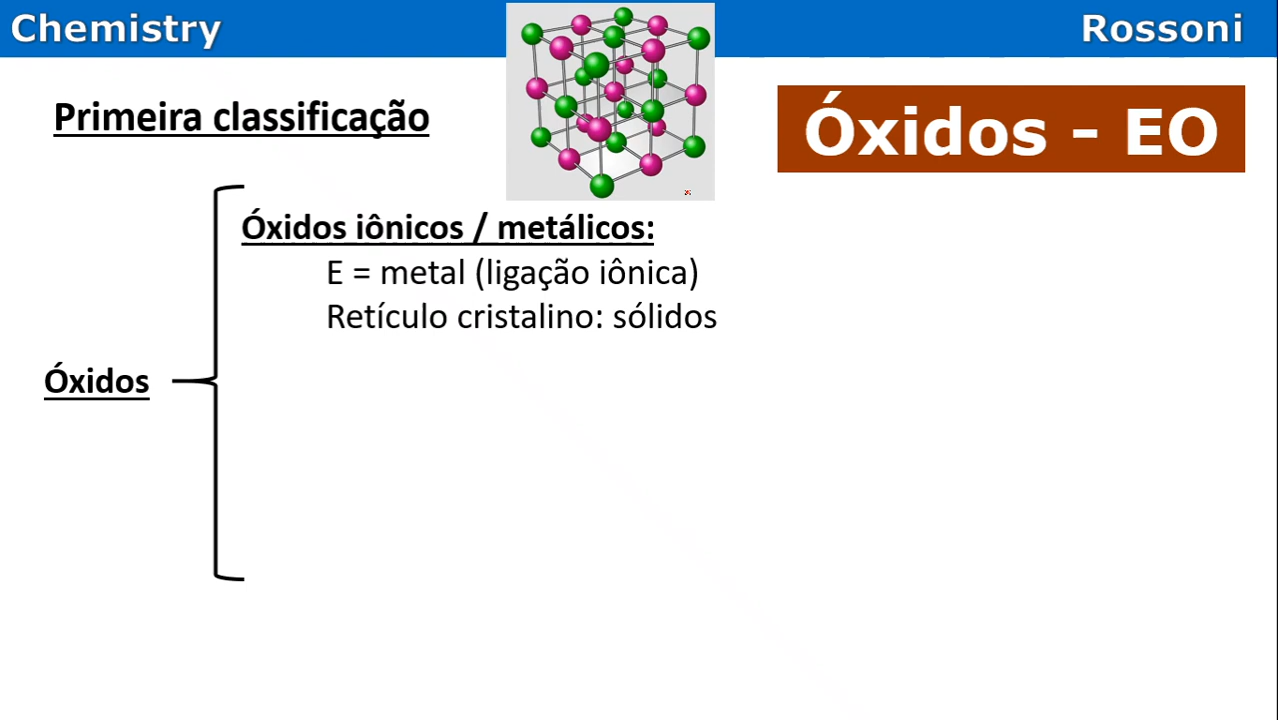 Chemistry
Rossoni
Primeira classificação
Óxidos - EO
Óxidos iônicos / metálicos:
E = metal (ligação iônica)
Retículo cristalino: sólidos
Óxidos